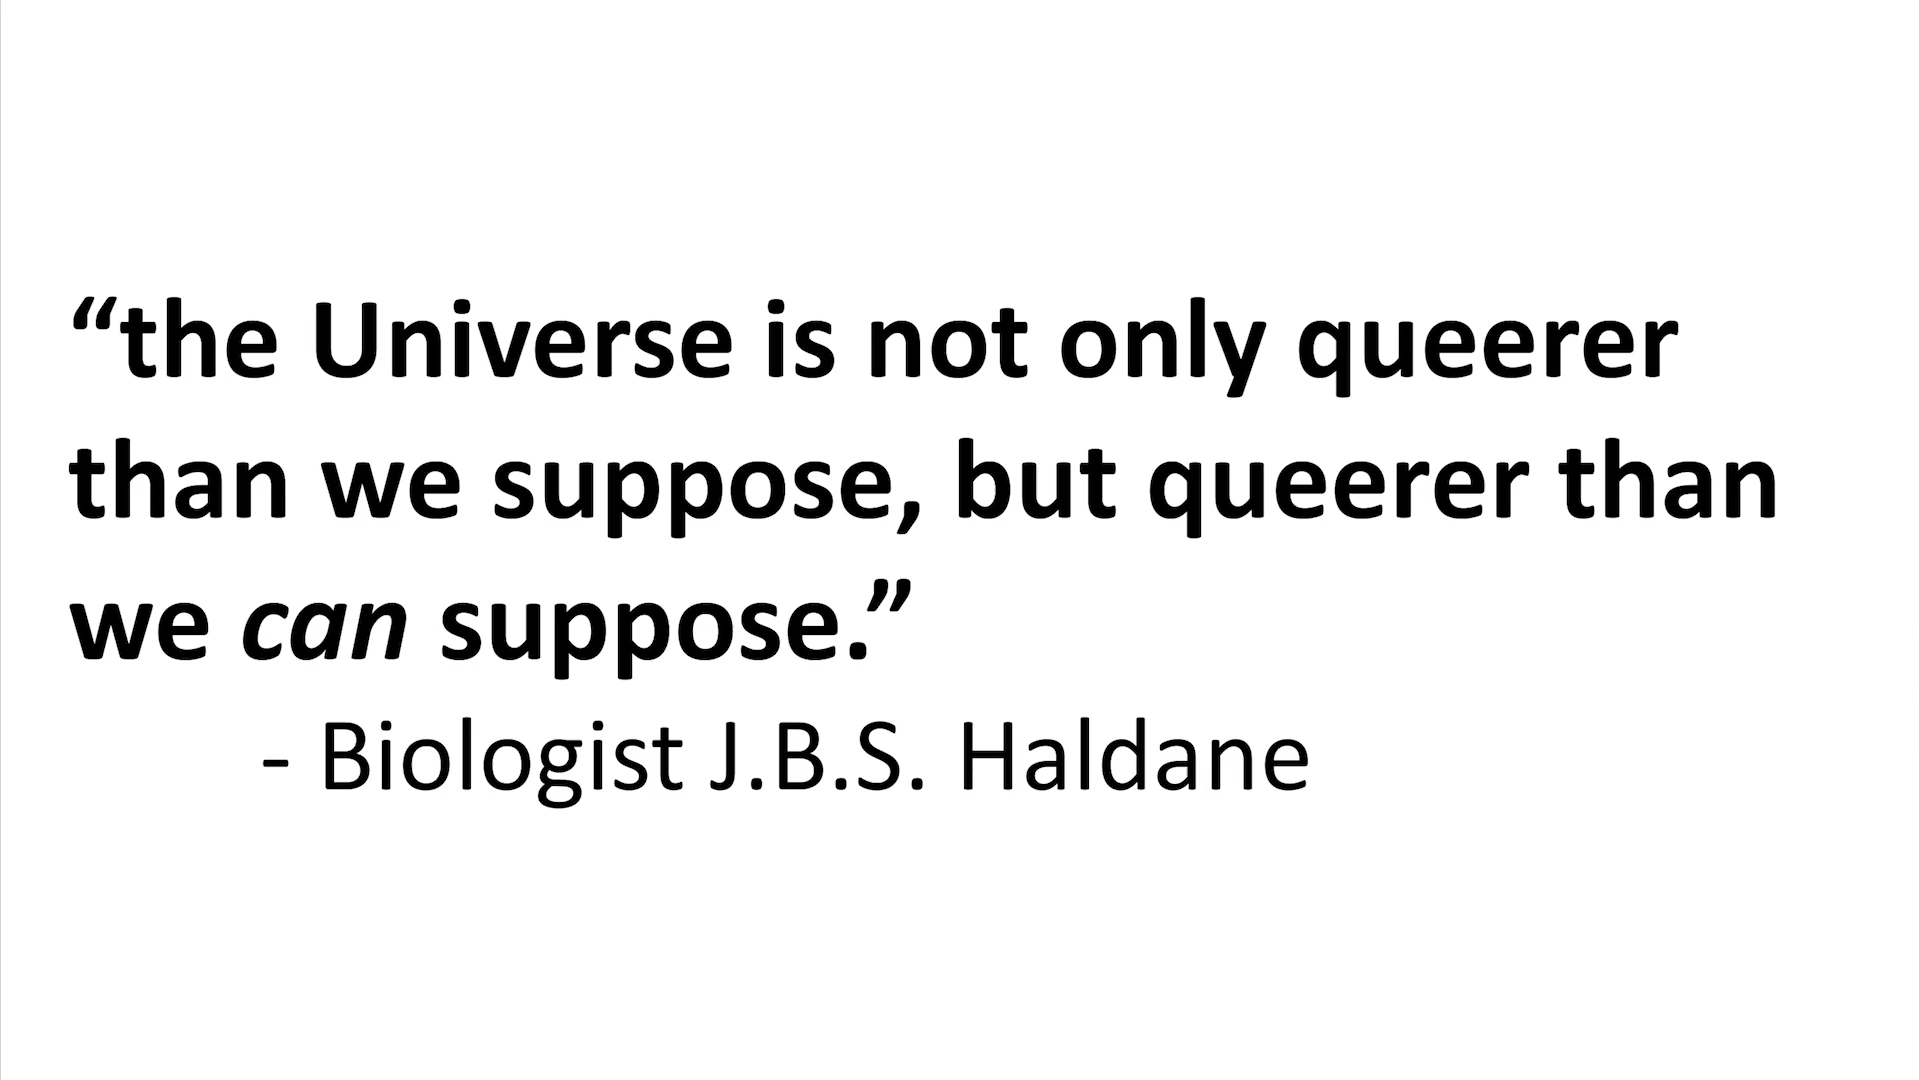 “the Universe is not only queerer
than we suppose, but queerer than
we can suppose.”
- Biologist J.B.S. Haldane